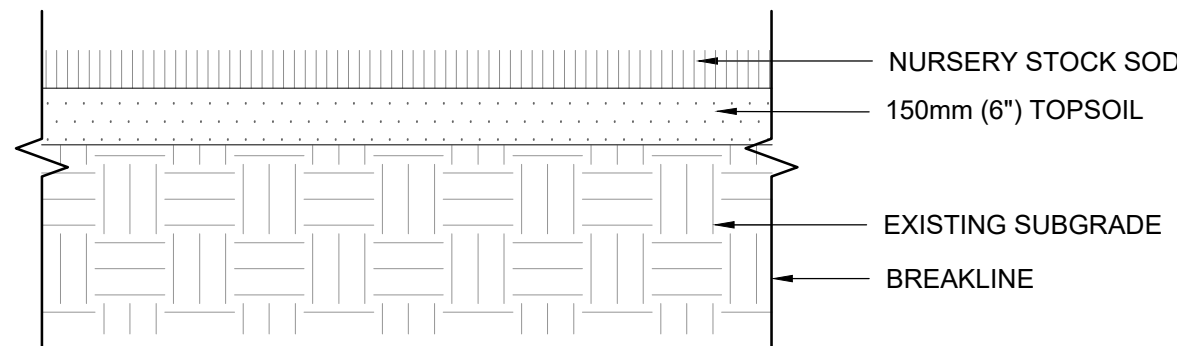 NURSERY STOCK SOD
150mm (6") TOPSOIL
EXISTING SUBGRADE
BREAKLINE